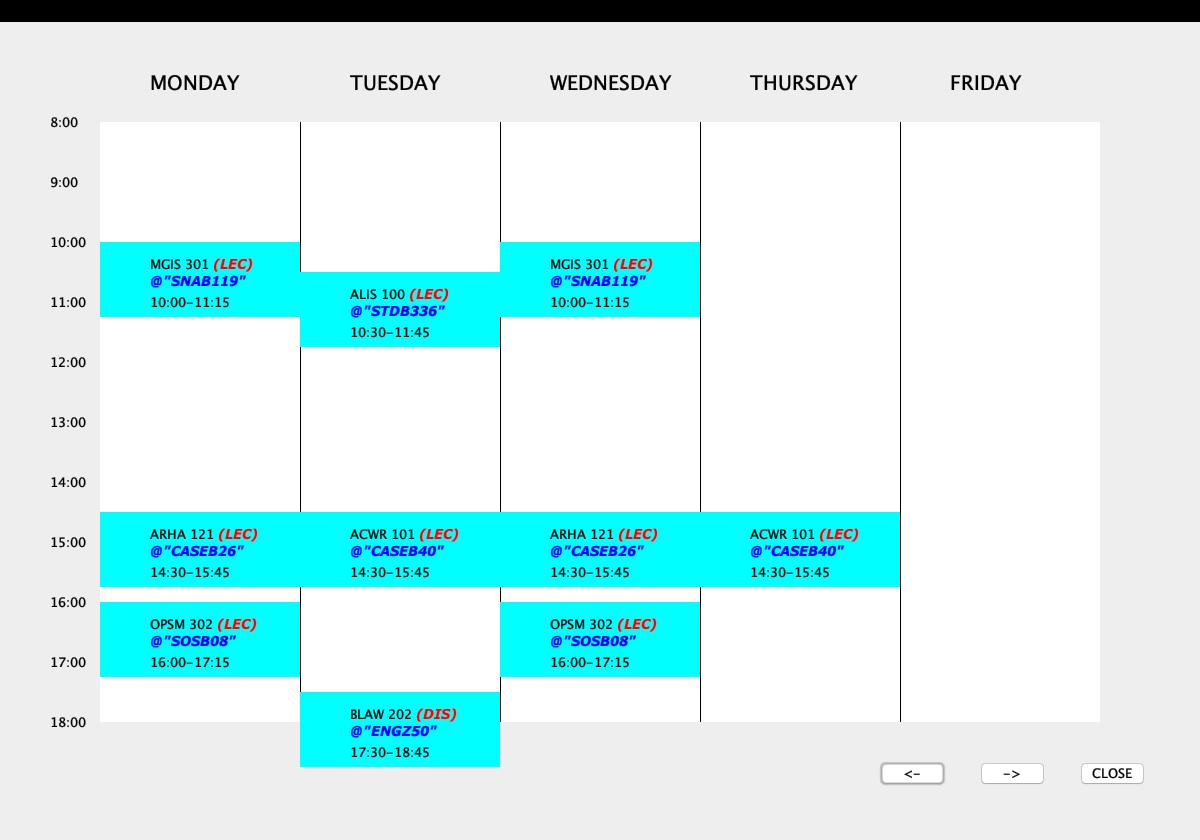 MONDAY TUESDAY WEDNESDAY THURSDAY FRIDAY
8:00
9:00
10:00
MGIS 301 (LEC) MGIS 301 (LEC)
@"SNAB119" @"SNAB119"
ALIS 100 (LEC)
11:00 10:00-11:15 10:00-11:15
@"STDB336"
10:30-11:45
12:00
13:00
14:00
ARHA 121 (LEC) ACWR 101 (LEC) ARHA 121 (LEC) ACWR 101 (LEC)
15:00
@"CASEB26" @"CASEB40" @"CASEB26" @"CASEB40"
14:30-15:45 14:30-15:45 14:30-15:45 14:30-15:45
16:00
OPSM 302 (LEC) OPSM 302 (LEC)
@"SOSB08" @"SOSB08"
17:00 16:00-17:15 16:00-17:15
BLAW 202 (DIS)
18:00
@"ENGZ50"
17:30-18:45
<- -> CLOSE